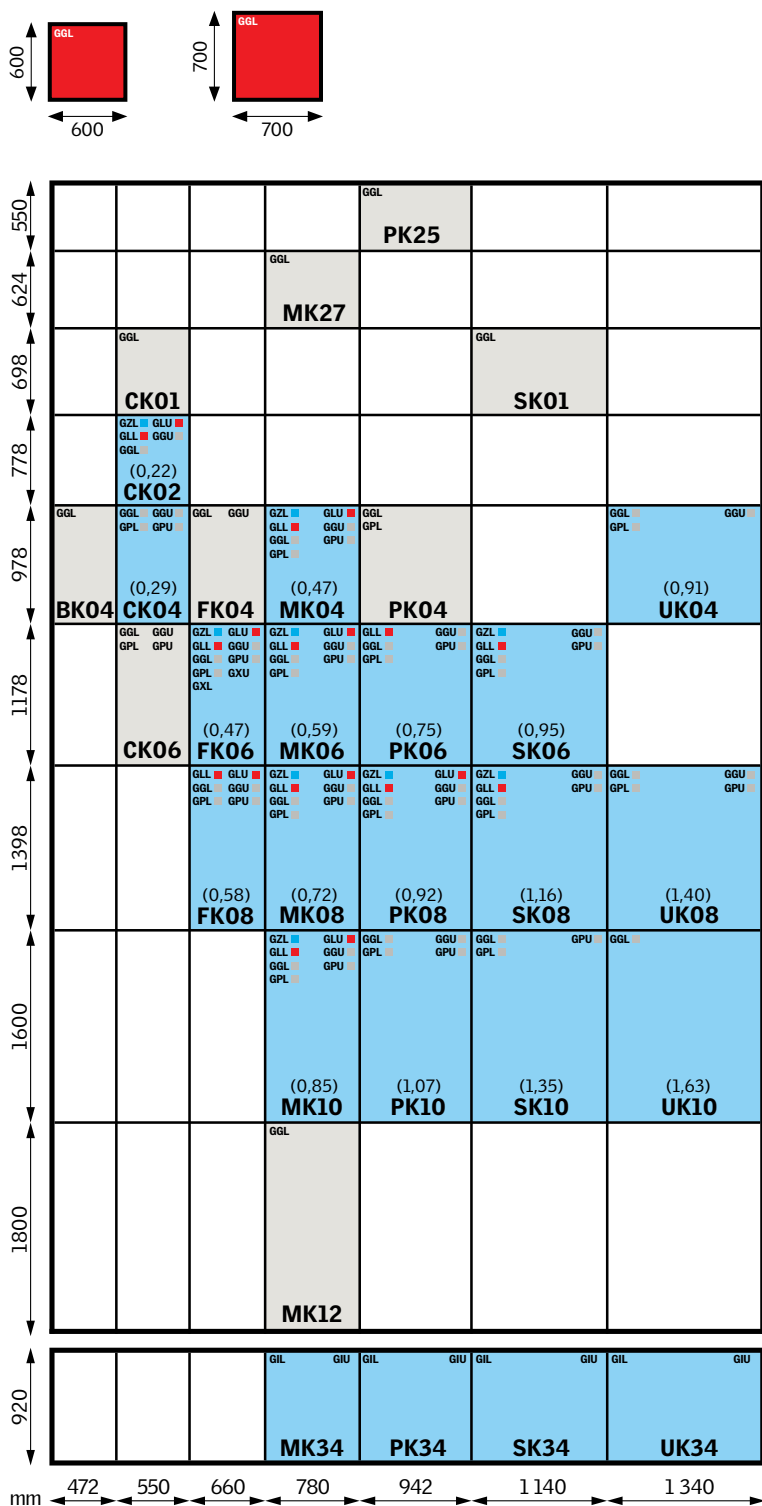 GGL
600
600
GGL
700
700
550
GGL
PK25
624
GGL
MK27
698
GGL
CK01
GGL
SK01
778
GZL GLU
GLL GGU
GGL
(0,22)
CK02
978
GGL
BK04
GGL GGU
GPL GPU
(0,29)
CK04
GGL GGU
FK04
GZL GLU
GLL GGU
GGL GPU
GPL
(0,47)
MK04
GGL
GPL
PK04
GGL GGU
GPL
(0,91)
UK04
1178
GGL GGU
GPL GPU
CK06
GZL GLU
GLL GGU
GGL GPU
GPL GXU
GXL
(0,47)
FK06
GZL GLU
GLL GGU
GGL GPU
GPL
(0,59)
MK06
GLL GGU
GGL GPU
GPL
(0,75)
PK06
GZL GGU
GLL GPU
GGL
GPL
(0,95)
SK06
1398
GLL GLU
GGL GGU
GPL GPU
(0,58)
FK08
GZL GLU
GLL GGU
GGL GPU
GPL
(0,72)
MK08
GZL GLU
GLL GGU
GGL GPU
GPL
(0,92)
PK08
GZL GGU
GLL GPU
GGL
GPL
(1,16)
SK08
GGL GGU
GPL GPU
(1,40)
UK08
1600
GZL GLU
GLL GGU
GGL GPU
GPL
(0,85)
MK10
GGL GGU
GPL GPU
(1,07)
PK10
GGL GPU
GPL
(1,35)
SK10
GGL
(1,63)
UK10
1800
GGL
MK12
920
GIL GIU
MK34
GIL GIU
PK34
GIL GIU
SK34
GIL GIU
UK34
mm 472 550 660 780 942 1 140 1 340